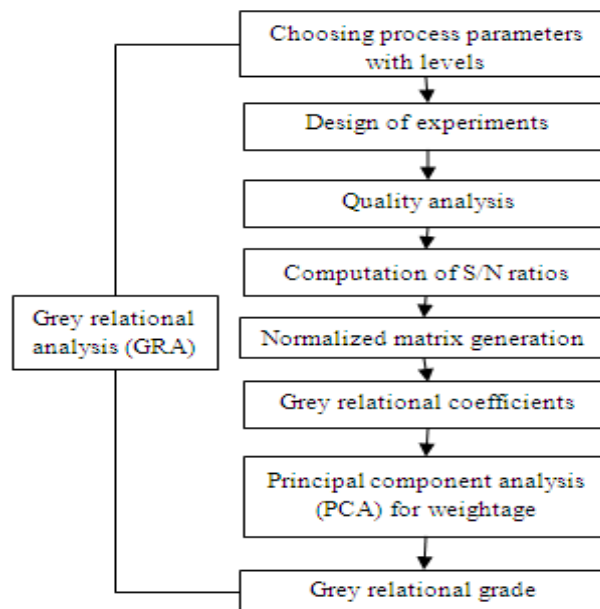 Choosing process parameters
with levels
Design of experiments
Quality analysis
Computation of S/N ratios
Grey relational
analysis (GRA)
Normalized matrix generation
Grey relational coefficients
Principal component analysis
(PCA) for weightage
Grey relational grade